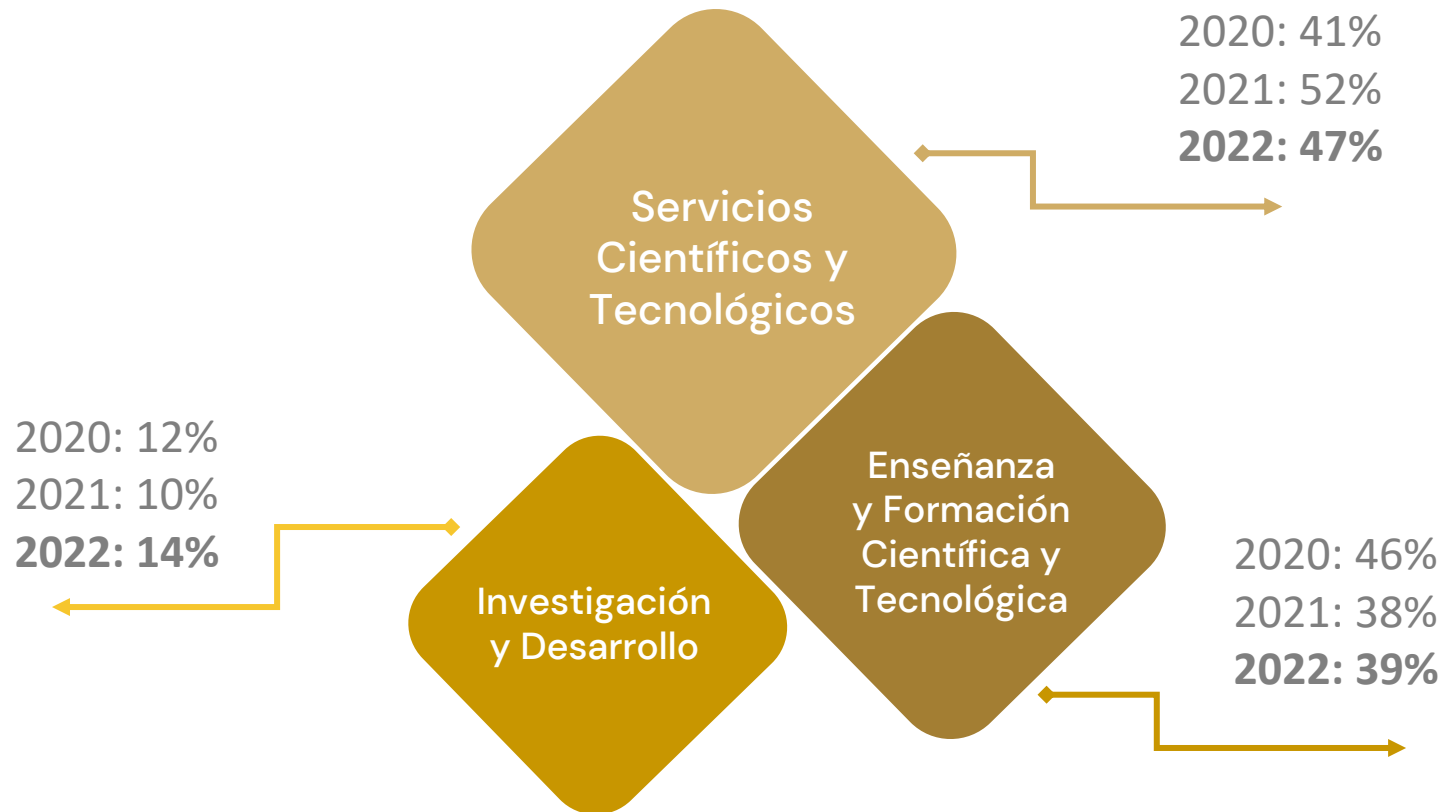 2020: 41%
2021: 52%
2022: 47%
Servicios
Científicos y
Tecnológicos
2020: 12%
2021: 10%
2022: 14%
Investigación
y Desarrollo
Enseñanza
y Formación
Científica y
Tecnológica
2020: 46%
2021: 38%
2022: 39%